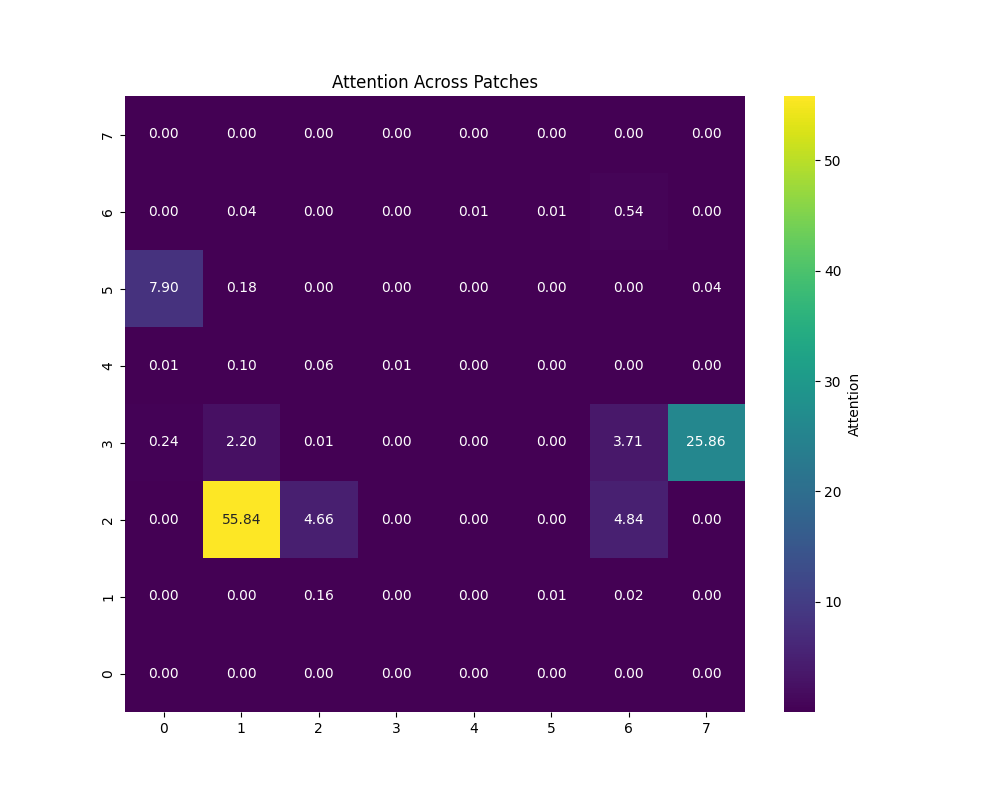 Attention Across Patches
7 0.00 0.00 0.00 0.00 0.00 0.00 0.00 0.00
6 0.00 0.04 0.00 0.00 0.01 0.01 0.54 0.00
5 7.90 0.18 0.00 0.00 0.00 0.00 0.00 0.04
4 0.01 0.10 0.06 0.01 0.00 0.00 0.00 0.00
3 0.24 2.20 0.01 0.00 0.00 0.00 3.71 25.86
2 0.00 55.84 4.66 0.00 0.00 0.00 4.84 0.00
1 0.00 0.00 0.16 0.00 0.00 0.01 0.02 0.00
0 0.00 0.00 0.00 0.00 0.00 0.00 0.00 0.00
0 1 2 3 4 5 6 7
50
40
30
20
10
Attention